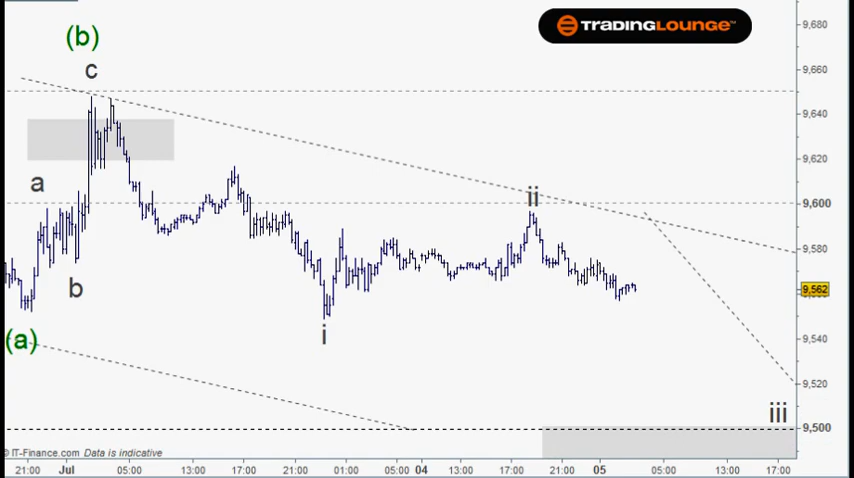 (b)
TRADINGLOUNGE™
9,680
c
9,660
9,640
9,620
a
ii
9,600
9,580
b
9,562
i
(a)
9,540
9,520
iii
9,500
© IT-Finance.com Data is indicative
21:00 Jul 05:00 13:00 17:00 21:00 01:00 05:00 04 13:00 17:00 21:00 05 05:00 13:00 17:00